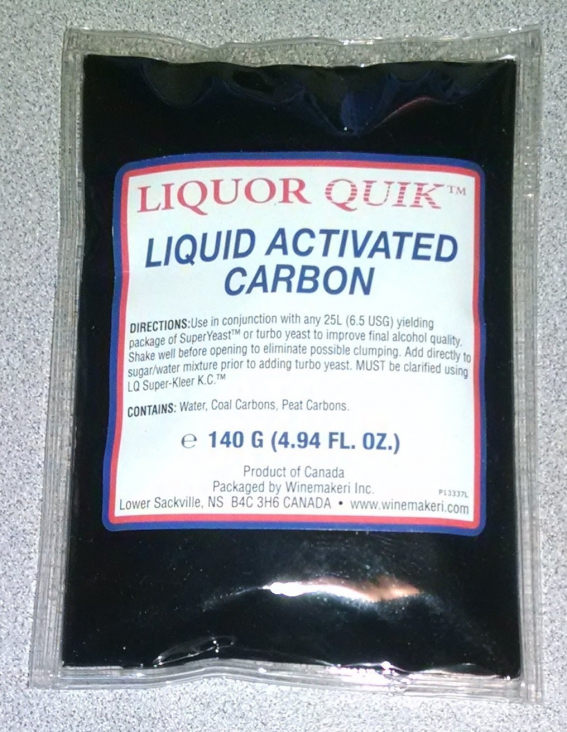 LIQUOR QUIK™
LIQUID ACTIVATED
CARBON
DIRECTIONS:Use in conjunction with any 25L (6.5 USG) yielding
package of SuperYeast™ or turbo yeast to improve final alcohol quality.
Shake well before opening to eliminate possible clumping. Add directly to
sugar/water mixture prior to adding turbo yeast. MUST be clarified using
LQ Super-Kleer K.C.™
CONTAINS: Water, Coal Carbons, Peat Carbons.
℮ 140 G (4.94 FL. OZ.)
Product of Canada
Packaged by Winemakeri Inc.
P13337L
Lower Sackville, NS B4C 3H6 CANADA • www.winemakeri.com